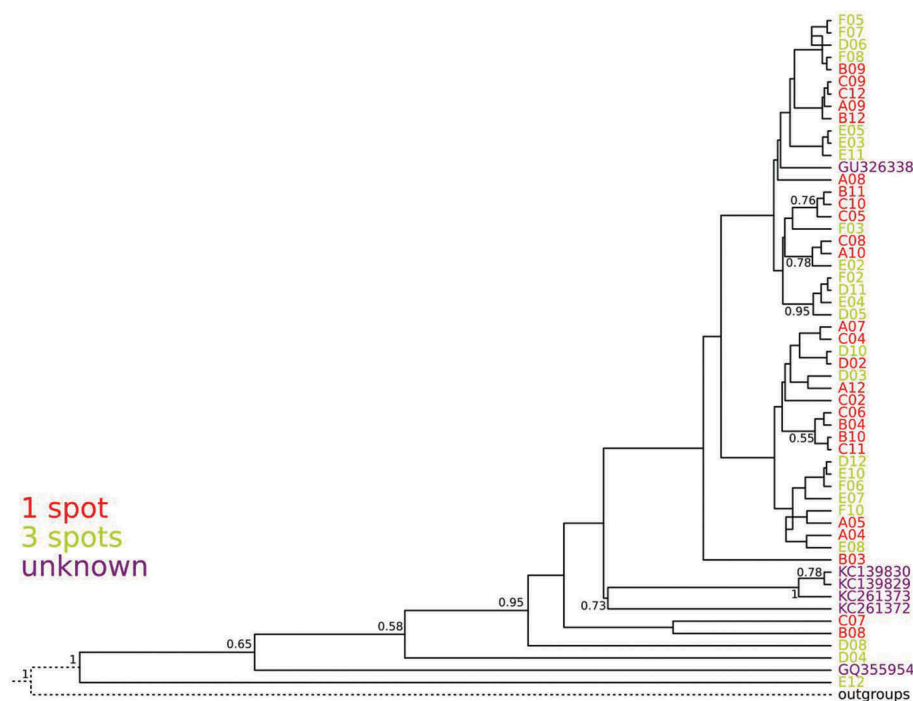 F05
F07
D06
F08
B09
C09
C12
A09
B12
E05
E03
E11
GU326338
A08
B11
0.76
C10
C05
F03
C08
A10
0.78
E02
F02
D11
E04
0.95
D05
A07
C04
D10
D02
D03
A12
C02
C06
B04
B10
0.55
C11
D12
E10
F06
E07
F10
A05
A04
E08
B03
0.78
KC139830
KC139829
1
KC261373
0.73
KC261372
C07
B08
0.95
D08
0.58
D04
0.65
GQ355954
1
E12
1
outgroups
1 spot
3 spots
unknown